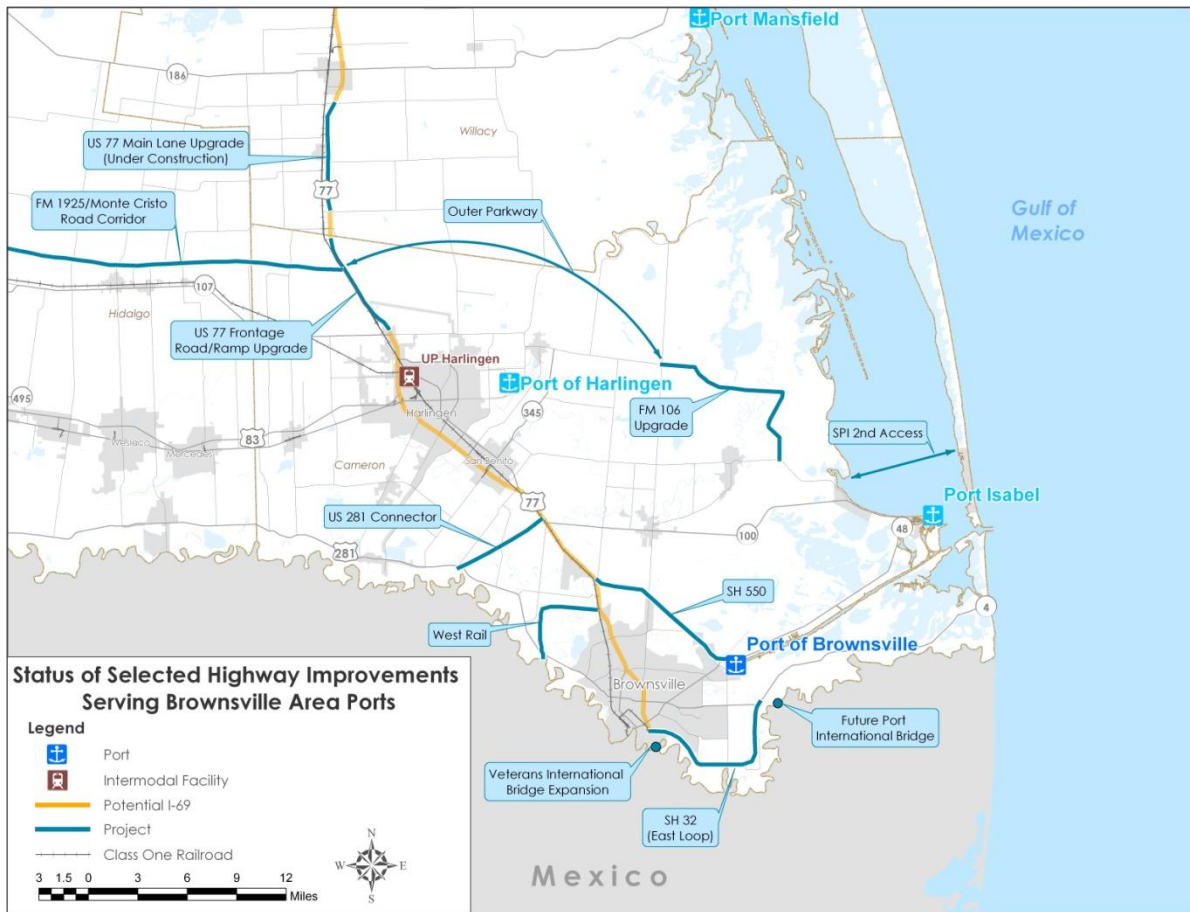 Port Mansfield
186
Willacy
US 77 Main Lane Upgrade
(Under Construction)
77
FM 1925/Monte Cristo
Road Corridor
Outer Parkway
Gulf of
Mexico
107
Hidalgo
US 77 Frontage
Road/Ramp Upgrade
UP Harlingen
Port of Harlingen
495
Harlingen
345
FM 106
Upgrade
83
Weslaco
Mercedes
SPI 2nd Access
Cameron
San Benito
Port Isabel
77
US 281 Connector
48
100
281
SH 550
4
West Rail
Port of Brownsville
Brownsville
Future Port
International Bridge
Veterans International
Bridge Expansion
SH 32
(East Loop)
Mexico
Status of Selected Highway Improvements
Serving Brownsville Area Ports
Legend
Port
Intermodal Facility
Potential I-69
Project
Class One Railroad
N
W E
S
3 1.5 0 3 6 9 12
Miles